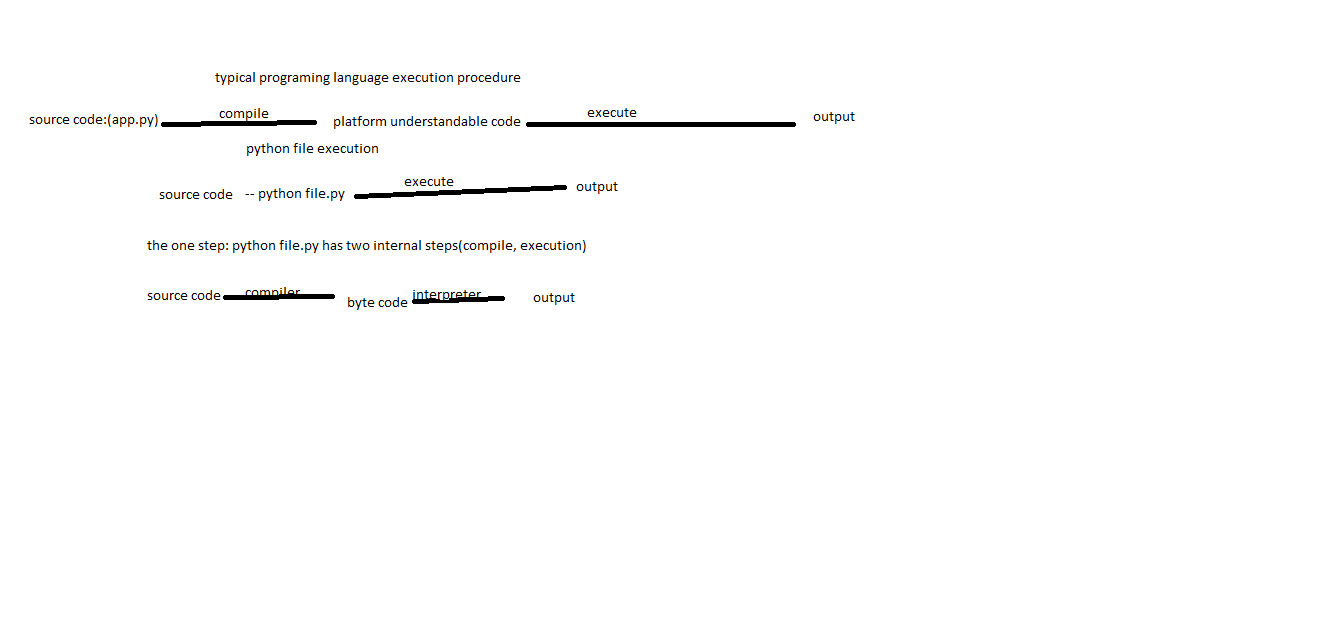 typical programing language execution procedure
source code:(app.py) compile platform understandable code execute output
python file execution
source code -- python file.py execute output
the one step: python file.py has two internal steps(compile, execution)
source code compiler byte code interpreter output